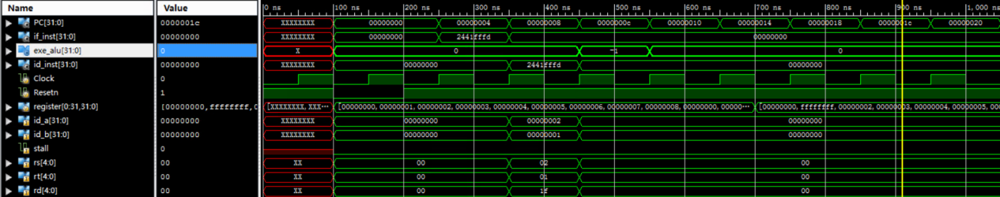 Name Value 0 ns 100 ns 200 ns 300 ns 400 ns 500 ns 600 ns 700 ns 800 ns 900 ns 1,000 ns
PC[31:0] 0000001c XXXXXXXX 00000000 00000004 00000008 0000000c 00000010 00000014 00000018 0000001c 00000020
if_inst[31:0] 00000000 XXXXXXXX 00000000 2441fffd 00000000
exe_alu[31:0] 0 X 0 -1 0
id_inst[31:0] 00000000 XXXXXXXX 00000000 2441fffd 00000000
Clock 0
Resetn 1
register[0:31,31:0] [00000000,ffffffff,0 [XXXXXXXX,XXX... [00000000,00000001,00000002,00000003,00000004,00000005,00000006,00000007,00000008,00000000,00000... [00000000,ffffffff,00000002,00000003,00000004,00000005,00
id_a[31:0] 00000000 XXXXXXXX 00000000 00000002 00000000
id_b[31:0] 00000000 XXXXXXXX 00000000 00000001 00000000
stall 0
rs[4:0] 00 XX 00 02 00
rt[4:0] 00 XX 00 01 00
rd[4:0] 00 XX 00 1f 00